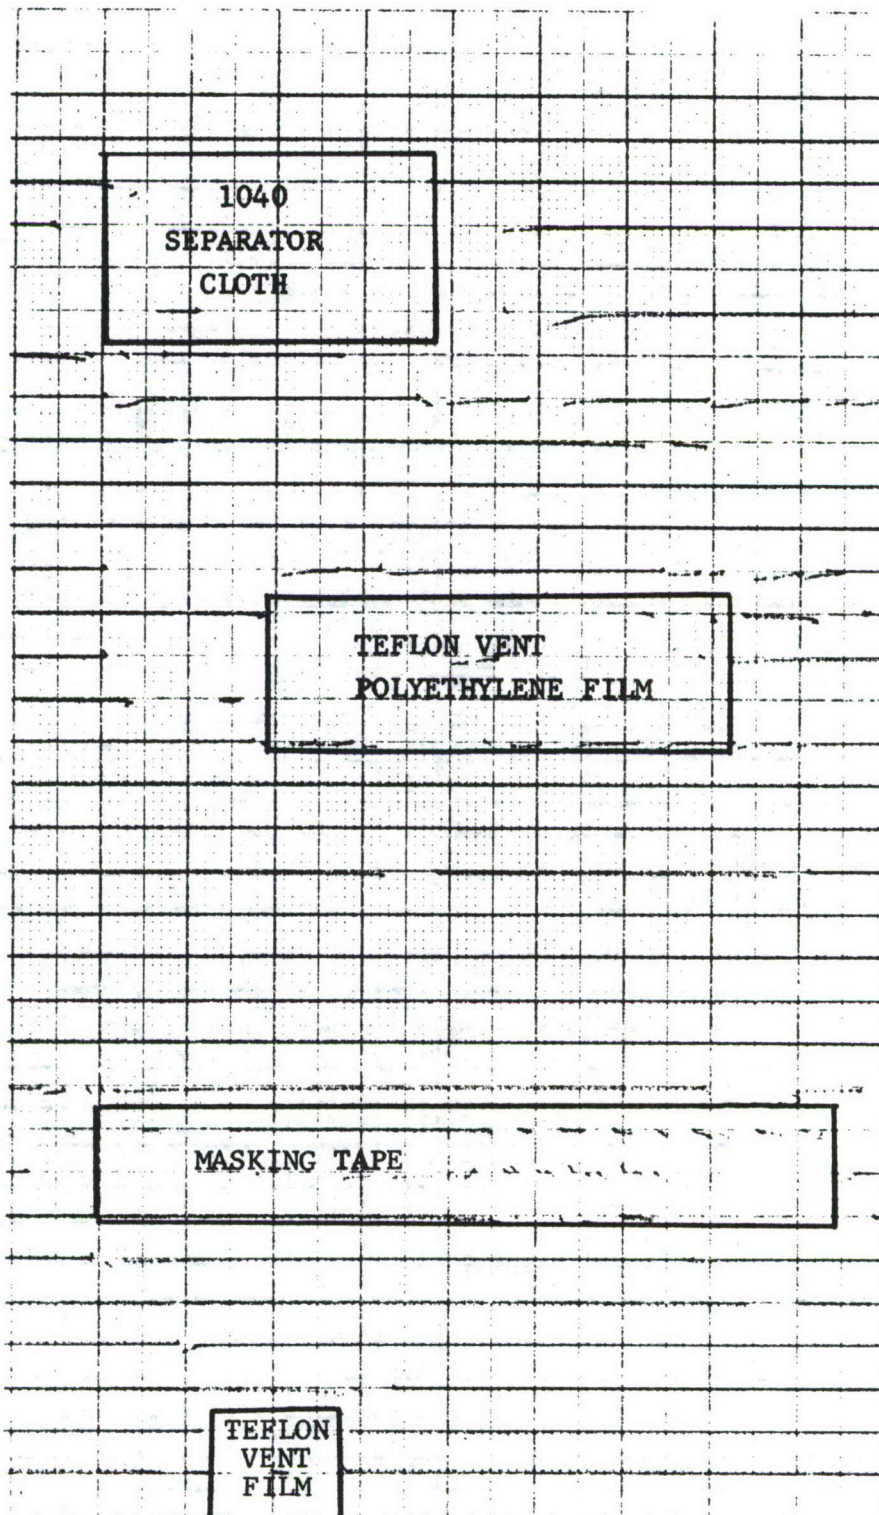 1040
SEPARATOR
CLOTH
TEFLON VENT
POLYETHYLENE FILM
MASKING TAPE
TEFLON
VENT
FILM